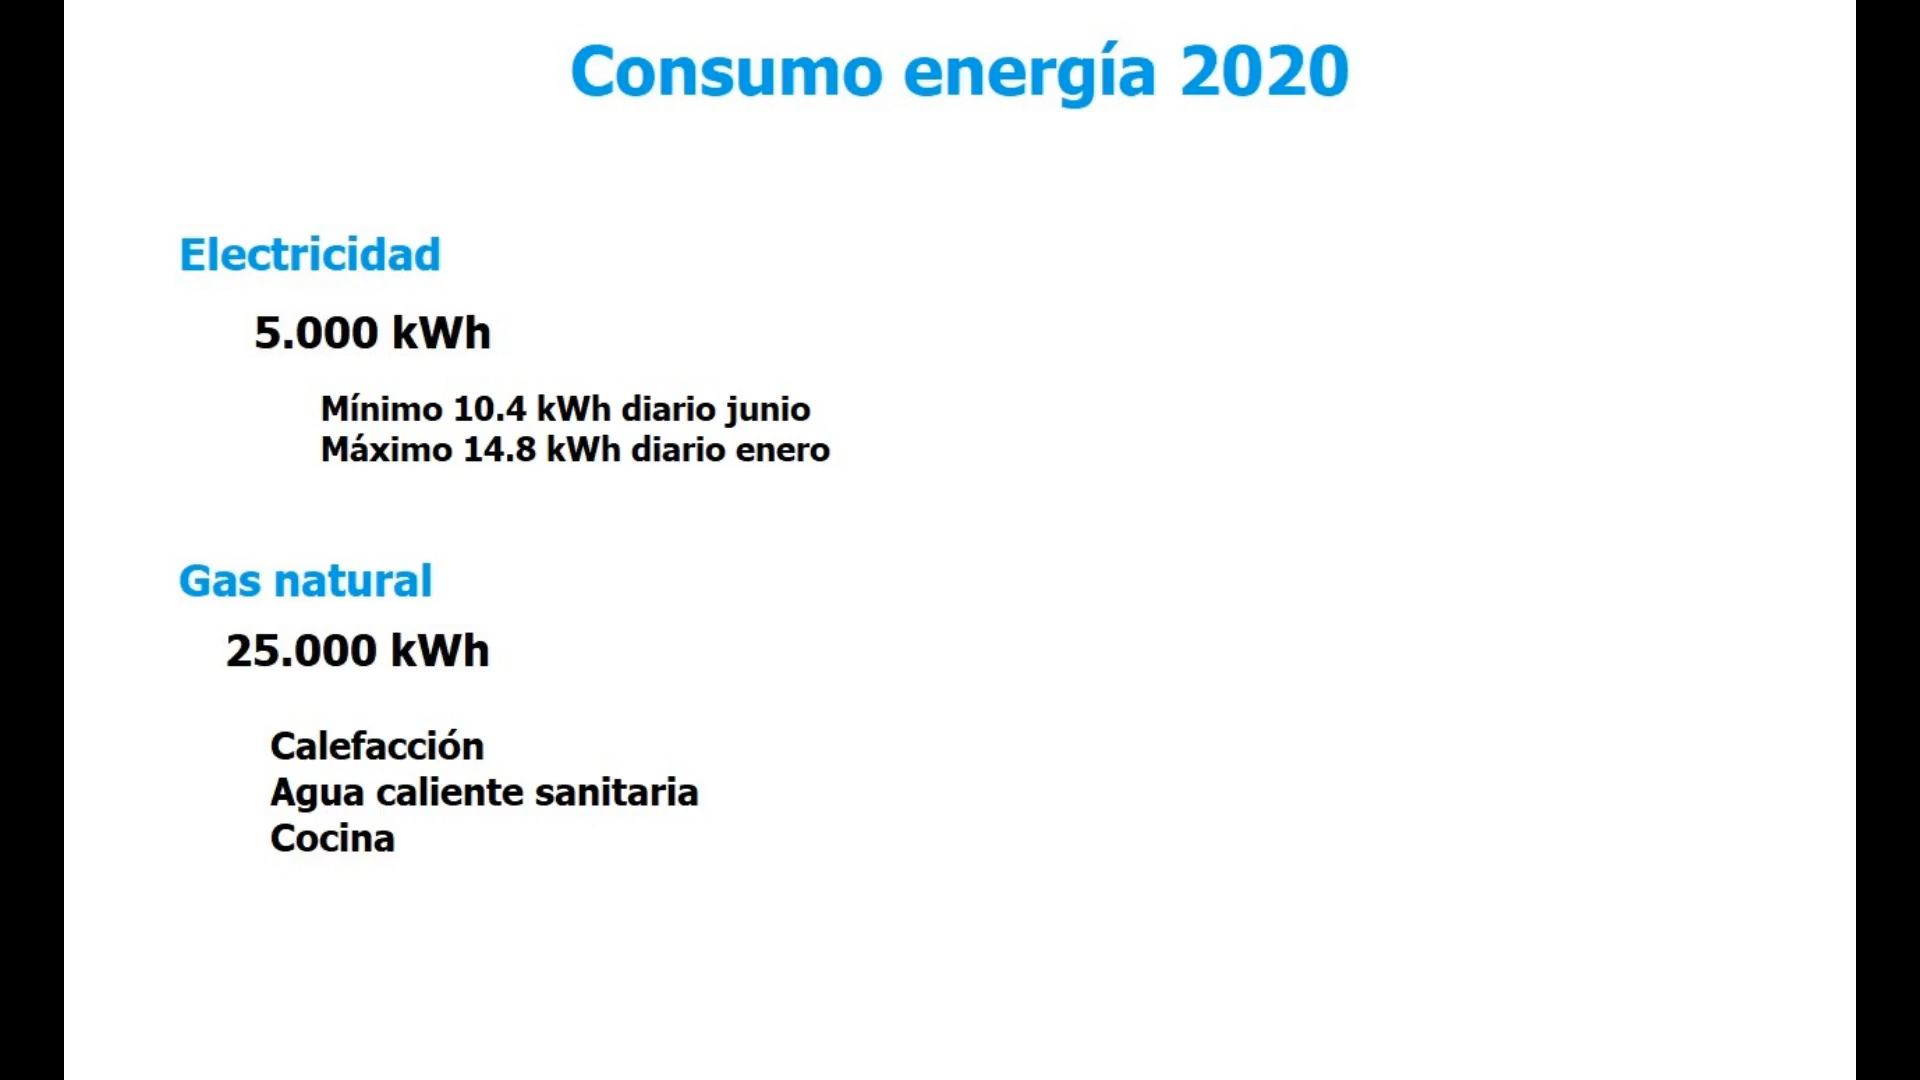 Consumo energía 2020
Electricidad
5.000 kWh
Mínimo 10.4 kWh diario junio
Máximo 14.8 kWh diario enero
Gas natural
25.000 kWh
Calefacción
Agua caliente sanitaria
Cocina